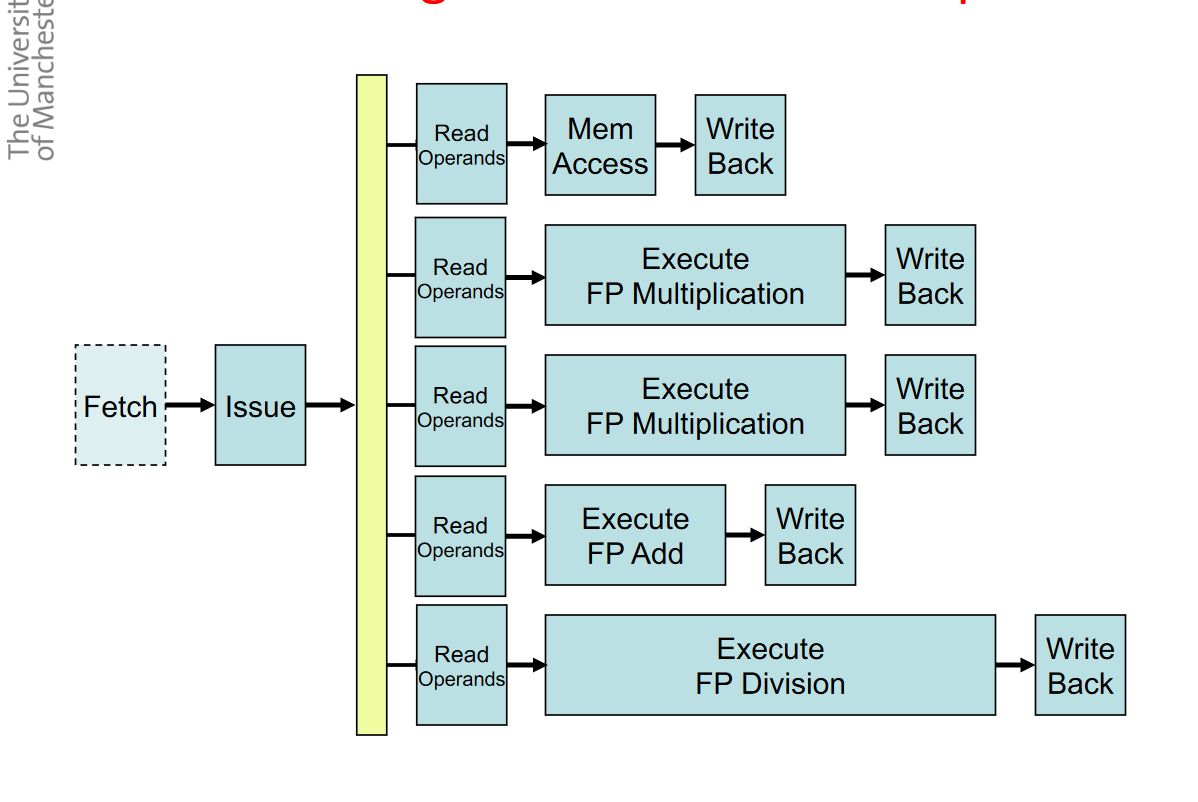 The Universit
of Mancheste
Fetch
Issue
Read
Operands
Mem
Access
Write
Back
Read
Operands
Execute
FP Multiplication
Write
Back
Read
Operands
Execute
FP Multiplication
Write
Back
Read
Operands
Execute
FP Add
Write
Back
Read
Operands
Execute
FP Division
Write
Back